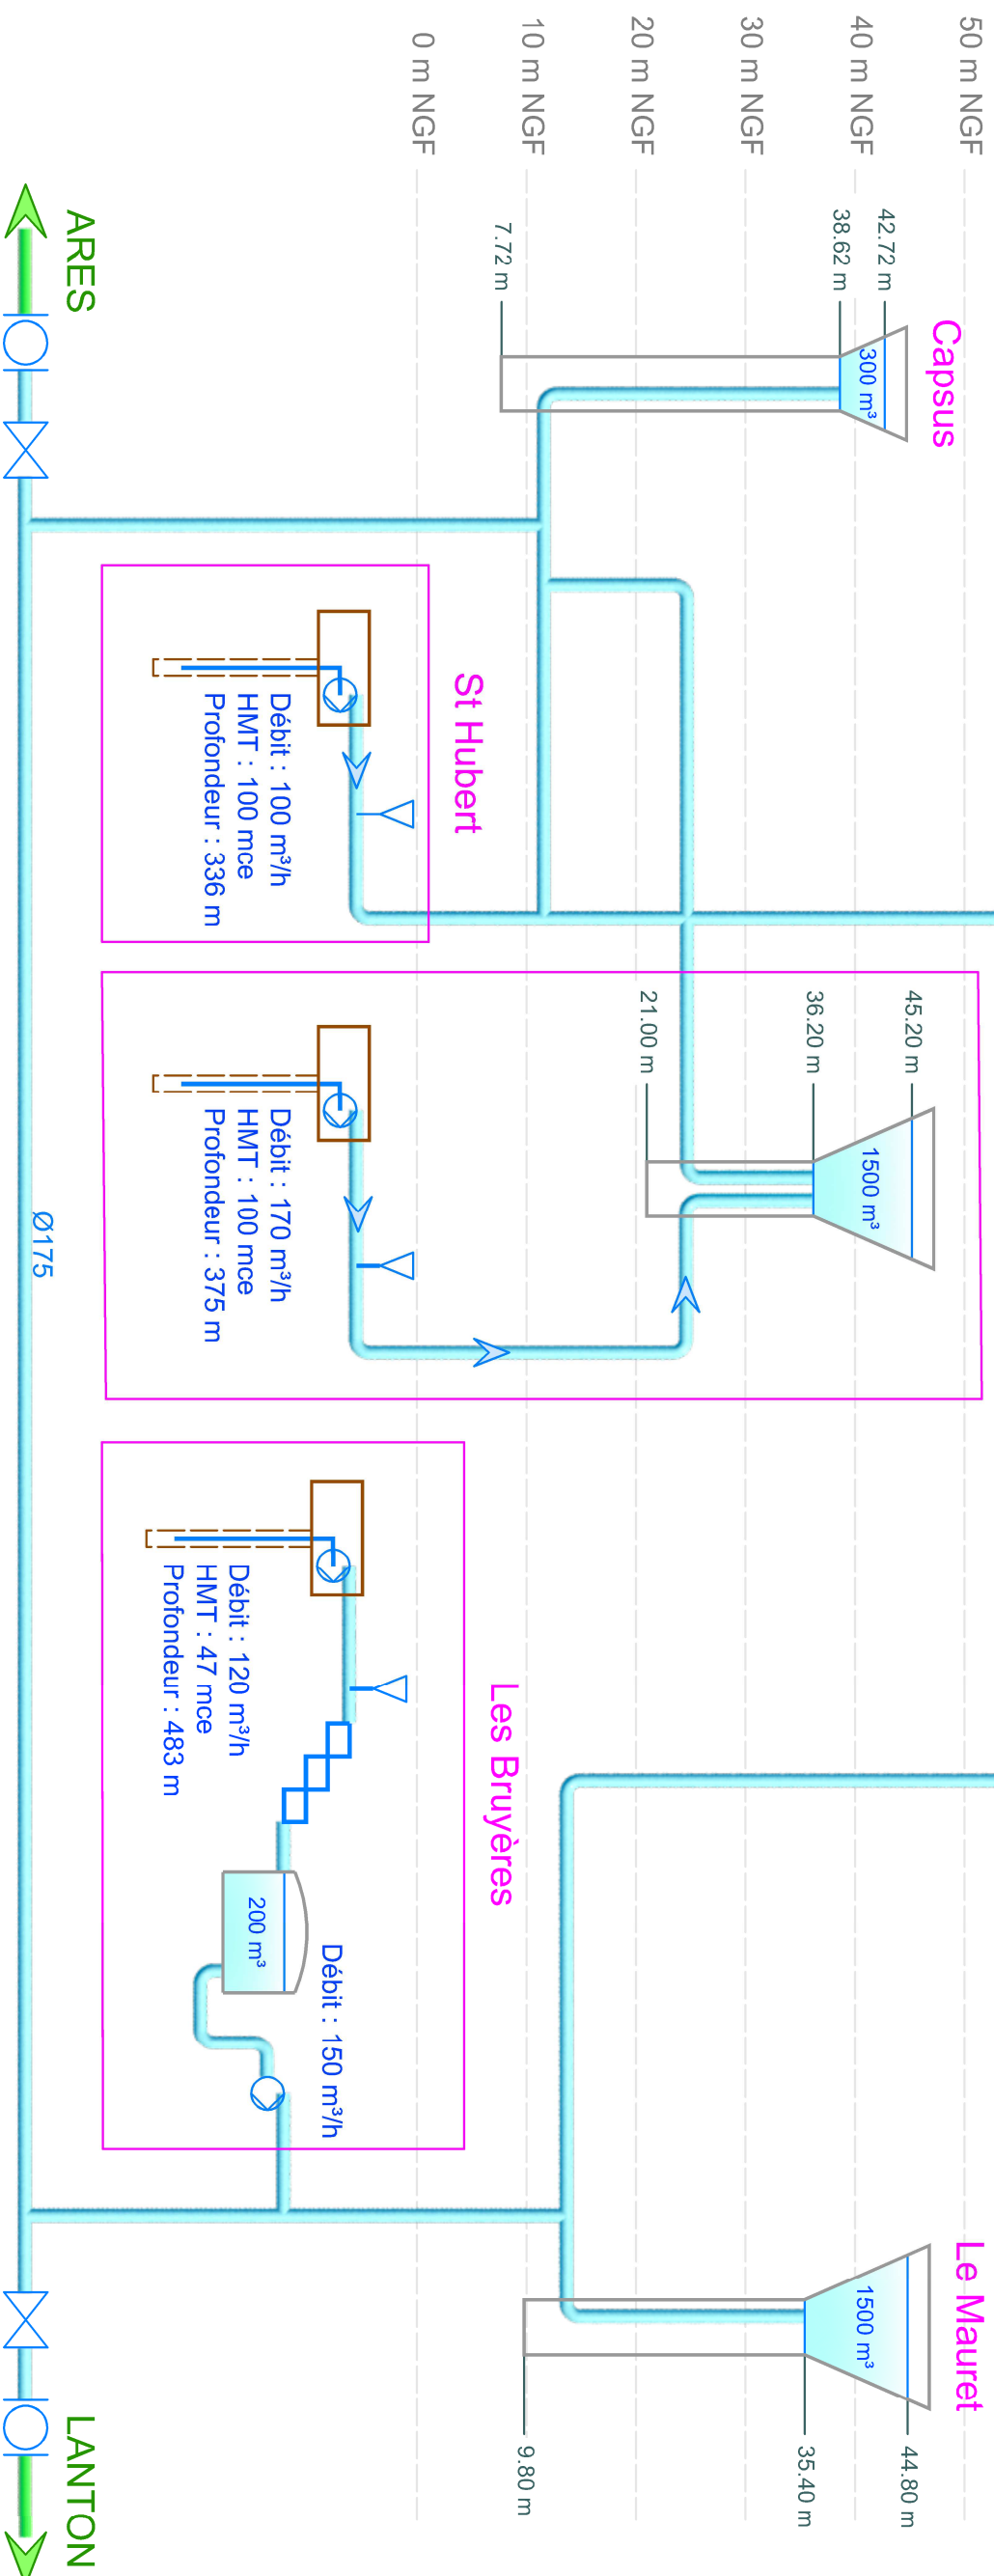 50 m NGF
40 m NGF
30 m NGF
20 m NGF
10 m NGF
0 m NGF
Capsus
42.72 m
38.62 m
7.72 m
300 m³
45.20 m
36.20 m
21.00 m
1500 m³
Le Mauret
44.80 m
35.40 m
9.80 m
1500 m³
St Hubert
Débit : 100 m³/h
HMT : 100 mce
Profondeur : 336 m
Débit : 170 m³/h
HMT : 100 mce
Profondeur : 375 m
Les Bruyères
Débit : 120 m³/h
HMT : 47 mce
Profondeur : 483 m
200 m³
Débit : 150 m³/h
ARES
Ø175
LANTON